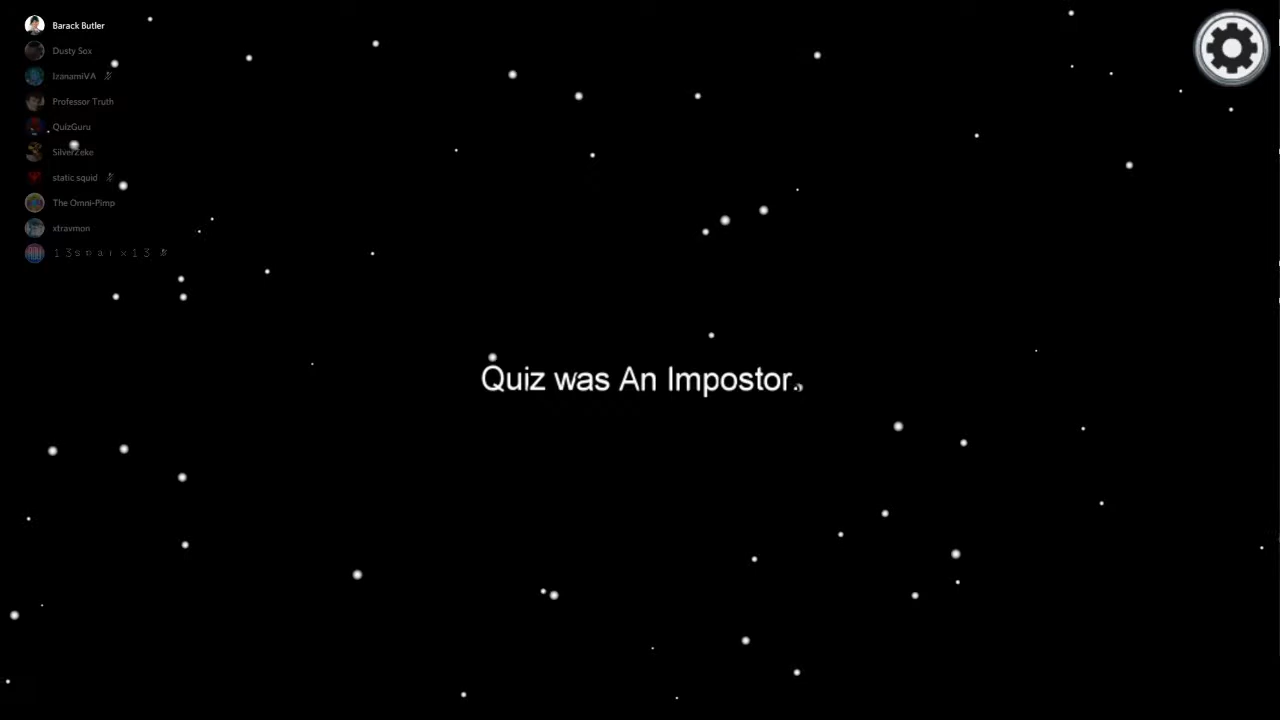 Barack Butler
Dusty Sox
IzanamiVA
Professor Truth
QuizGuru
SilverZeke
static squid
The Omni-Pimp
xtravmon
13sparx13
Quiz was An Impostor.